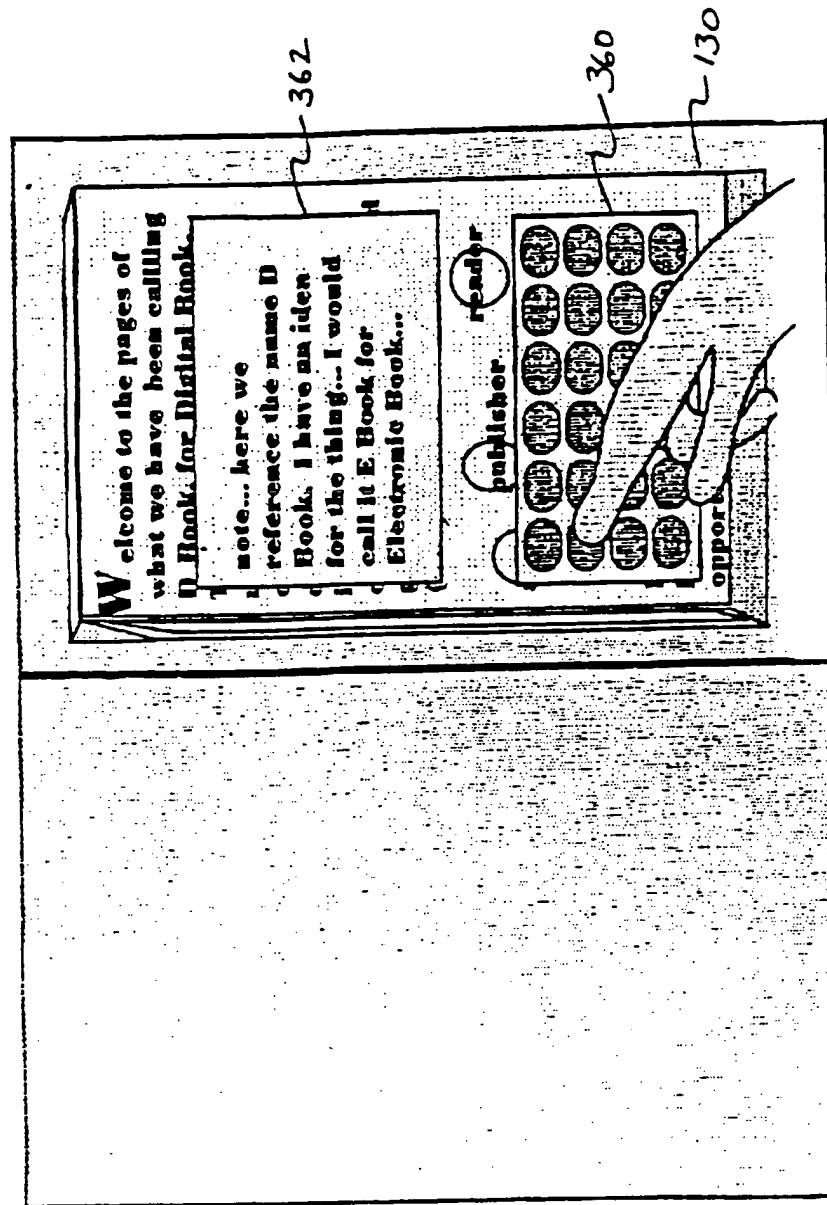 Welcome to the pages of
what we have been callling
D Book, for Digital Book.
note... here we
reference the name D
Book. I have an idea
for the thing... I would
call it E Book for
Electronic Book...
publisher
reader
opport
362
360
130